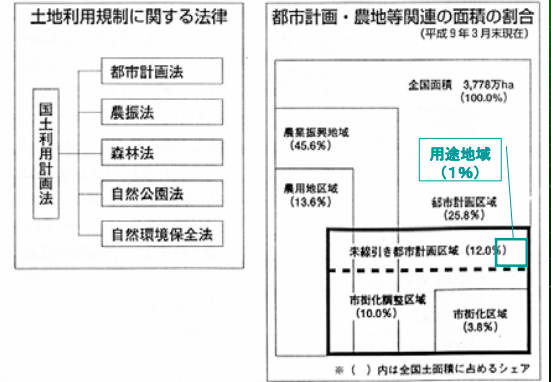 土地利用規制に関する法律
国土利用計画法
都市計画法
農振法
森林法
自然公園法
自然環境保全法
都市計画・農地等関連の面積の割合
(平成9年3月末現在)
全国面積 3,778万ha
(100.0%)
農業振興地域
(45.6%)
用途地域
(1%)
農用地区域
(13.6%)
都市計画区域
(25.8%)
未線引き都市計画区域 (12.0%)
市街化調整区域
(10.0%)
市街化区域
(3.8%)
※( )内は全国土面積に占めるシェア